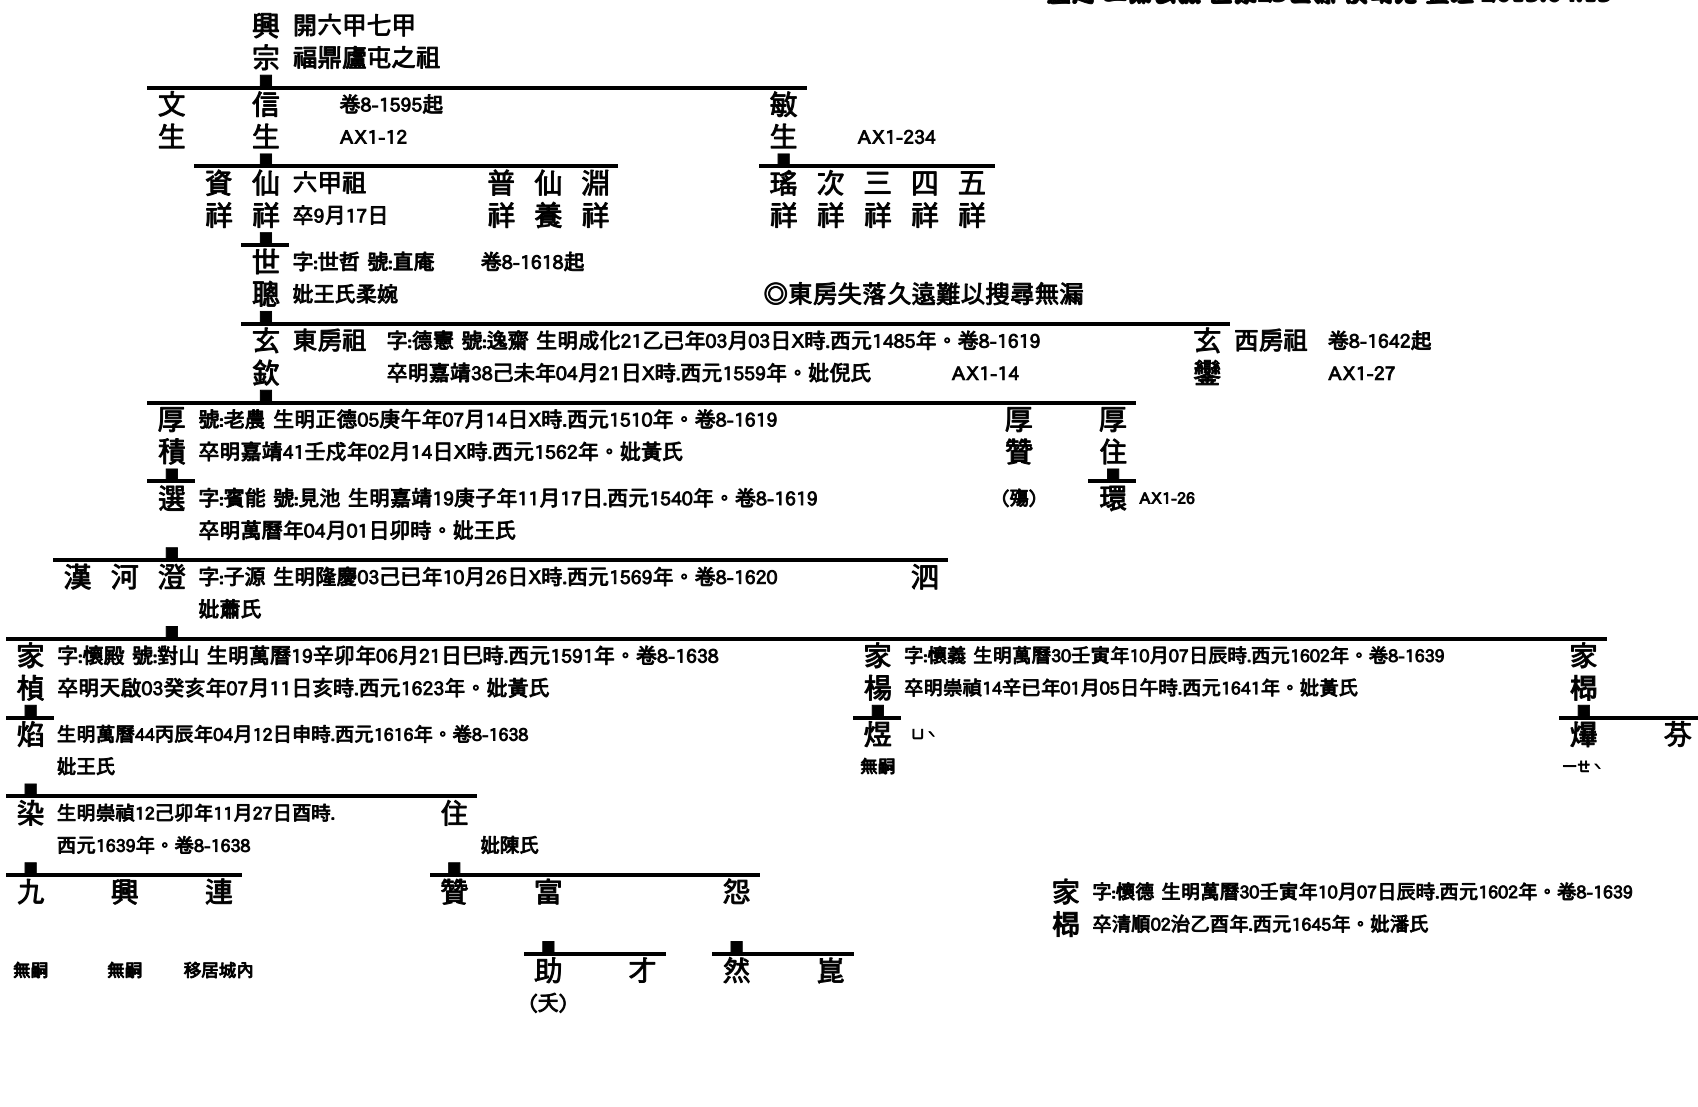 興宗 開六甲七甲
福鼎廬屯之祖
文生 信生 卷8-1595起 敏生
AX1-12 AX1-234
資祥 仙祥 六甲祖 普祥 仙養 淵祥 瑤祥 次祥 三祥 四祥 五祥
卒9月17日
世聰 字:世哲 號:直庵 卷8-1618起
妣王氏柔婉 ◎東房失落久遠難以搜尋無漏
玄欽 東房祖 字:德憲 號:逸齋 生明成化21乙已年03月03日X時.西元1485年。卷8-1619 玄鑾 西房祖 卷8-1642起
卒明嘉靖38己未年04月21日X時.西元1559年。妣倪氏 AX1-14 AX1-27
厚積 號:老農 生明正德05庚午年07月14日X時.西元1510年。卷8-1619 厚贊 厚住
卒明嘉靖41壬戍年02月14日X時.西元1562年。妣黃氏
選 字:賓能 號:見池 生明嘉靖19庚子年11月17日.西元1540年。卷8-1619 (殤) 環 AX1-26
卒明萬曆年04月01日卯時。妣王氏
漢 河 澄 字:子源 生明隆慶03己已年10月26日X時.西元1569年。卷8-1620 泗
妣蕭氏
家楨 字:懷殿 號:對山 生明萬曆19辛卯年06月21日巳時.西元1591年。卷8-1638 家楊 字:懷義 生明萬曆30壬寅年10月07日辰時.西元1602年。卷8-1639 家棉
卒明天啟03癸亥年07月11日亥時.西元1623年。妣黃氏 卒明崇禎14辛已年01月05日午時.西元1641年。妣黃氏
焰 生明萬曆44丙辰年04月12日申時.西元1616年。卷8-1638 煜 ㄩˋ 爗 芬
妣王氏 無嗣 ㄧㄝˋ
染 生明崇禎12己卯年11月27日酉時. 住
西元1639年。卷8-1638 妣陳氏
九 興 連 贊 富 怨 家棉 字:懷德 生明萬曆30壬寅年10月07日辰時.西元1602年。卷8-1639
卒清順02治乙酉年.西元1645年。妣潘氏
無嗣 無嗣 移居城內 助 才 然 崑
(夭)